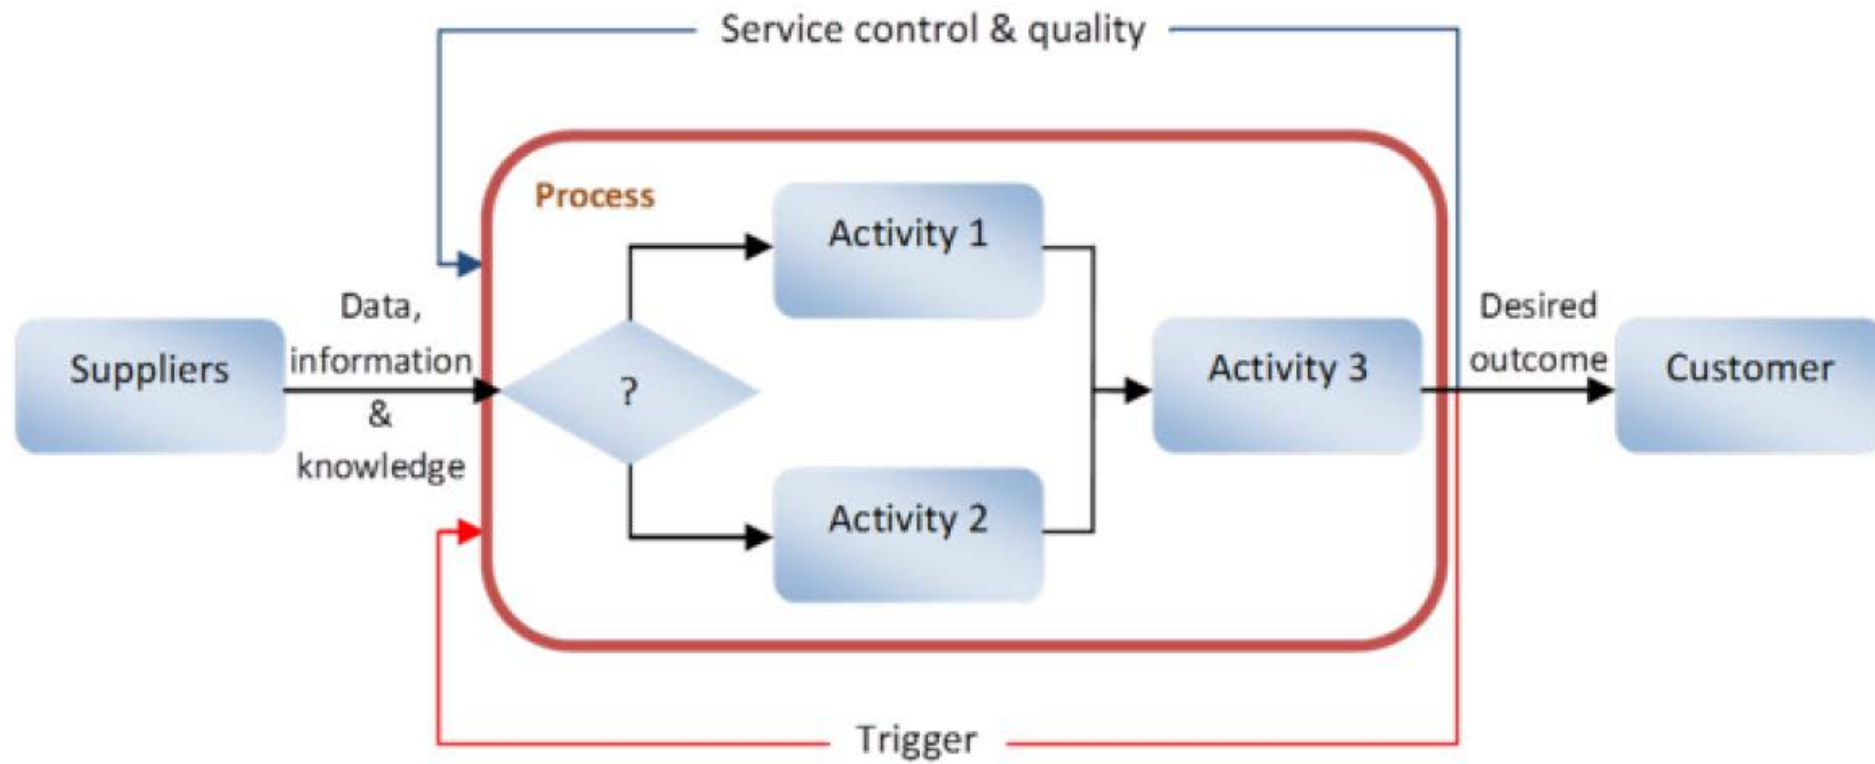 Service control & quality
Process
Activity 1
Data,
information
&
knowledge
Suppliers
?
Activity 2
Activity 3
Desired
outcome
Customer
Trigger